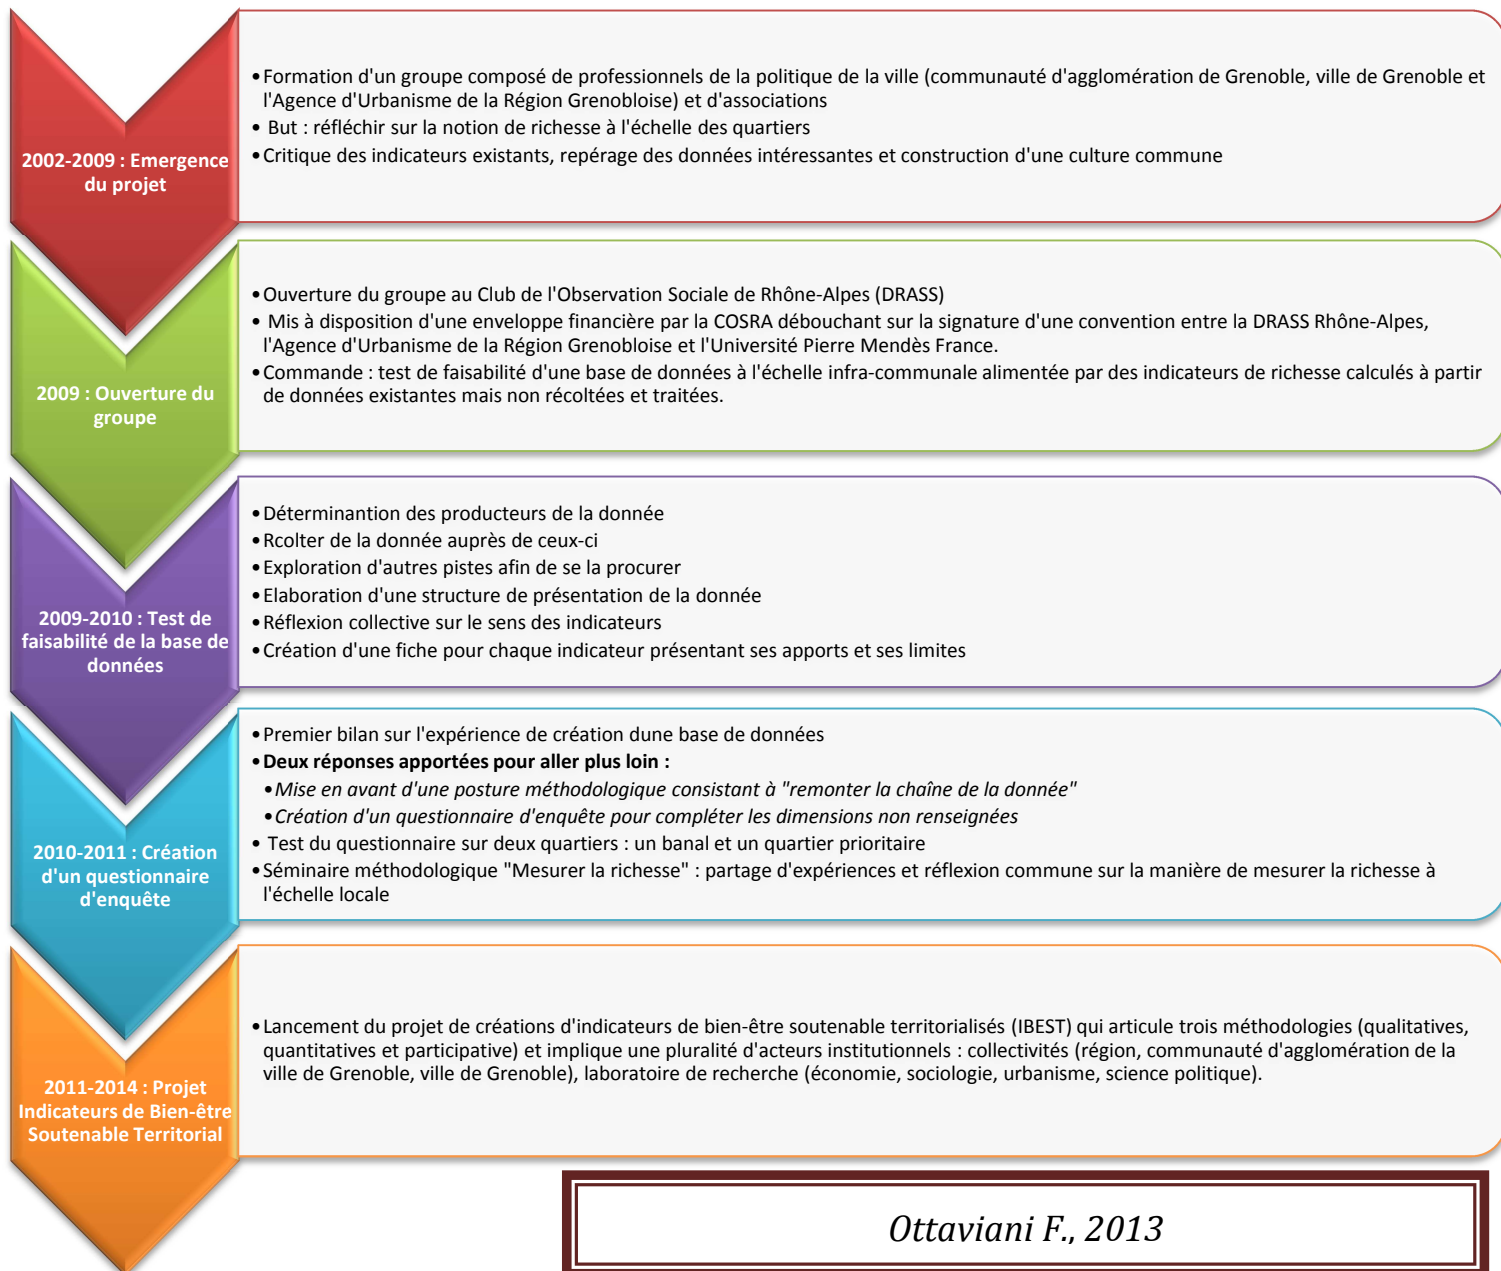 2002-2009 : Emergence
du projet
•Formation d'un groupe composé de professionnels de la politique de la ville (communauté d'agglomération de Grenoble, ville de Grenoble et
l'Agence d'Urbanisme de la Région Grenobloise) et d'associations
• But : réfléchir sur la notion de richesse à l'échelle des quartiers
•Critique des indicateurs existants, repérage des données intéressantes et construction d'une culture commune
2009 : Ouverture du
groupe
•Ouverture du groupe au Club de l'Observation Sociale de Rhône-Alpes (DRASS)
• Mis à disposition d'une enveloppe financière par la COSRA débouchant sur la signature d'une convention entre la DRASS Rhône-Alpes,
l'Agence d'Urbanisme de la Région Grenobloise et l'Université Pierre Mendès France.
•Commande : test de faisabilité d'une base de données à l'échelle infra-communale alimentée par des indicateurs de richesse calculés à partir
de données existantes mais non récoltées et traitées.
2009-2010 : Test de
faisabilité de la base de
données
•Déterminantion des producteurs de la donnée
•Rcolter de la donnée auprès de ceux-ci
•Exploration d'autres pistes afin de se la procurer
•Elaboration d'une structure de présentation de la donnée
•Réflexion collective sur le sens des indicateurs
•Création d'une fiche pour chaque indicateur présentant ses apports et ses limites
2010-2011 : Création
d'un questionnaire
d'enquête
•Premier bilan sur l'expérience de création dune base de données
•Deux réponses apportées pour aller plus loin :
•Mise en avant d'une posture méthodologique consistant à "remonter la chaîne de la donnée"
•Création d'un questionnaire d'enquête pour compléter les dimensions non renseignées
• Test du questionnaire sur deux quartiers : un banal et un quartier prioritaire
•Séminaire méthodologique "Mesurer la richesse" : partage d'expériences et réflexion commune sur la manière de mesurer la richesse à
l'échelle locale
2011-2014 : Projet
Indicateurs de Bien-être
Soutenable Territorial
•Lancement du projet de créations d'indicateurs de bien-être soutenable territorialisés (IBEST) qui articule trois méthodologies (qualitatives,
quantitatives et participative) et implique une pluralité d'acteurs institutionnels : collectivités (région, communauté d'agglomération de la
ville de Grenoble, ville de Grenoble), laboratoire de recherche (économie, sociologie, urbanisme, science politique).
Ottaviani F., 2013